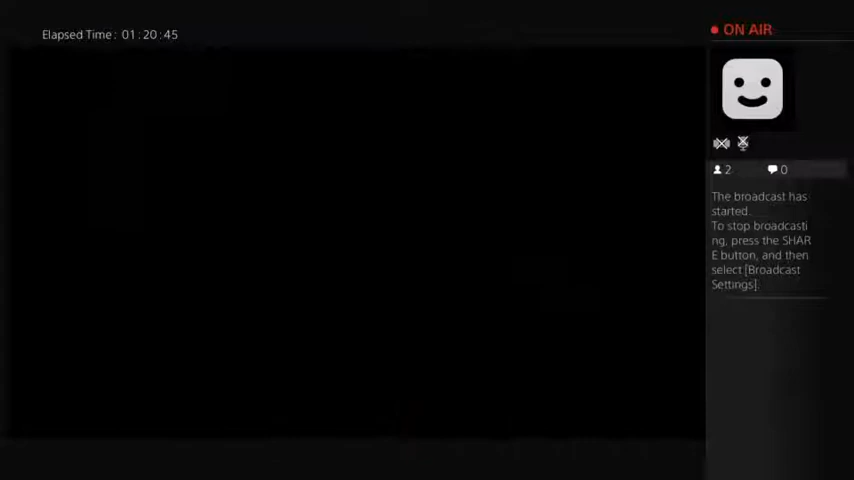 Elapsed Time: 01:20:45
ON AIR
2 0
The broadcast has
started.
To stop broadcasti
ng, press the SHAR
E button, and then
select [Broadcast
Settings].